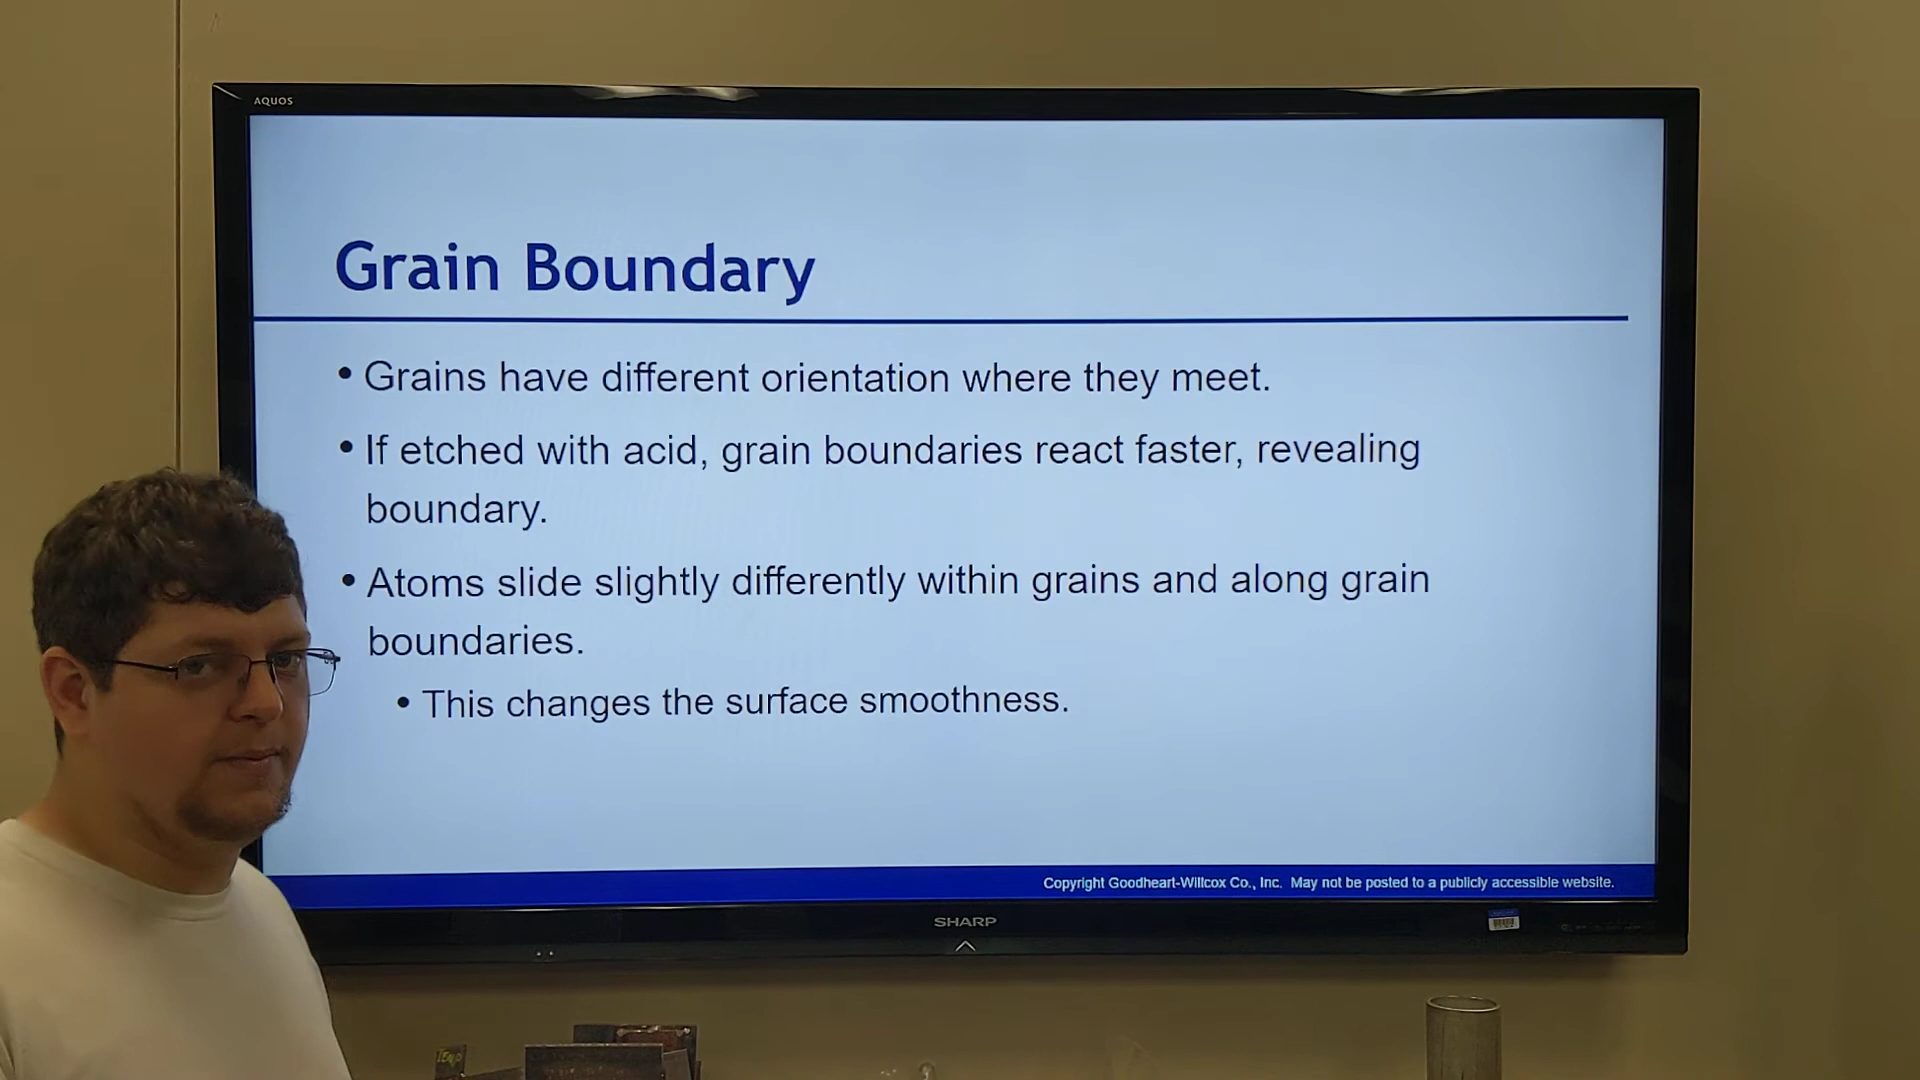 AQUOS
Grain Boundary
• Grains have different orientation where they meet.
• If etched with acid, grain boundaries react faster, revealing
boundary.
• Atoms slide slightly differently within grains and along grain
boundaries.
• This changes the surface smoothness.
Copyright Goodheart-Willcox Co., Inc. May not be posted to a publicly accessible website.
SHARP